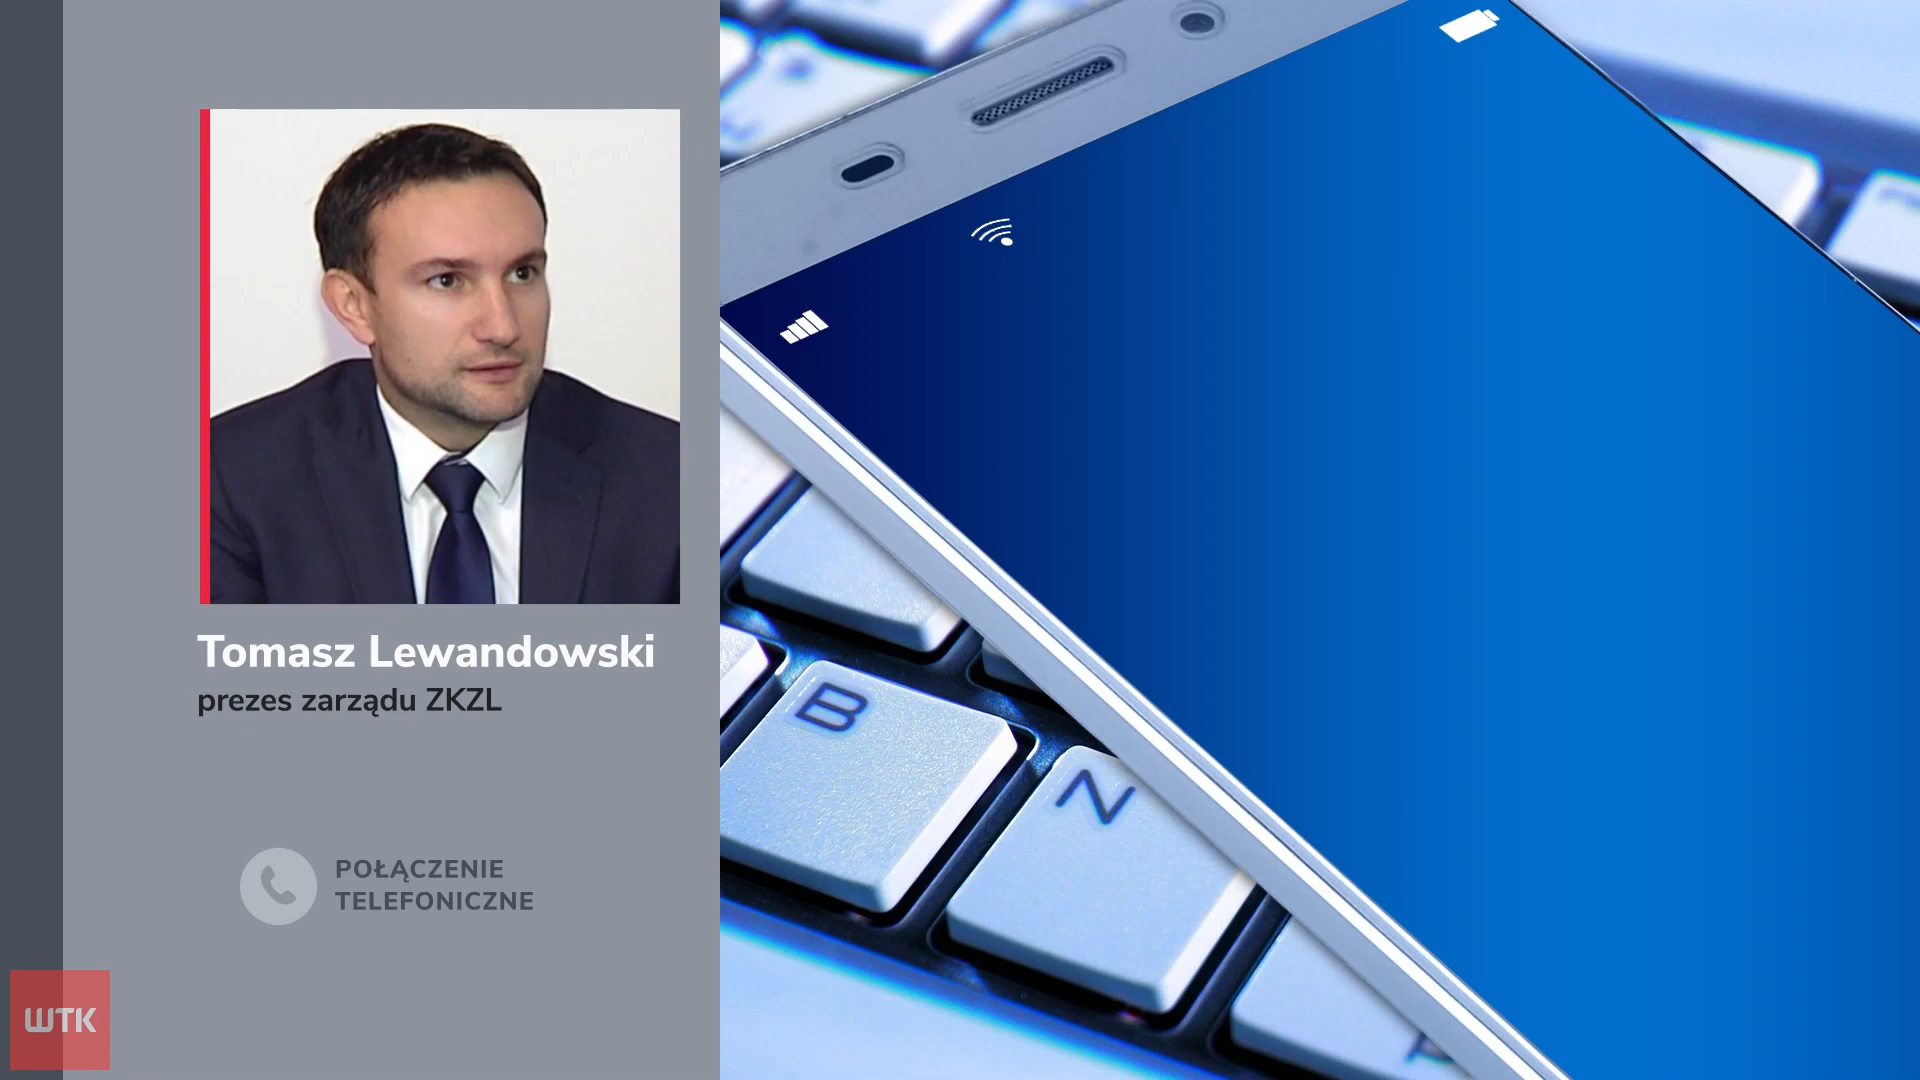 Tomasz Lewandowski
prezes zarządu ZKZL
POŁĄCZENIE
TELEFONICZNE
WTK
B
N